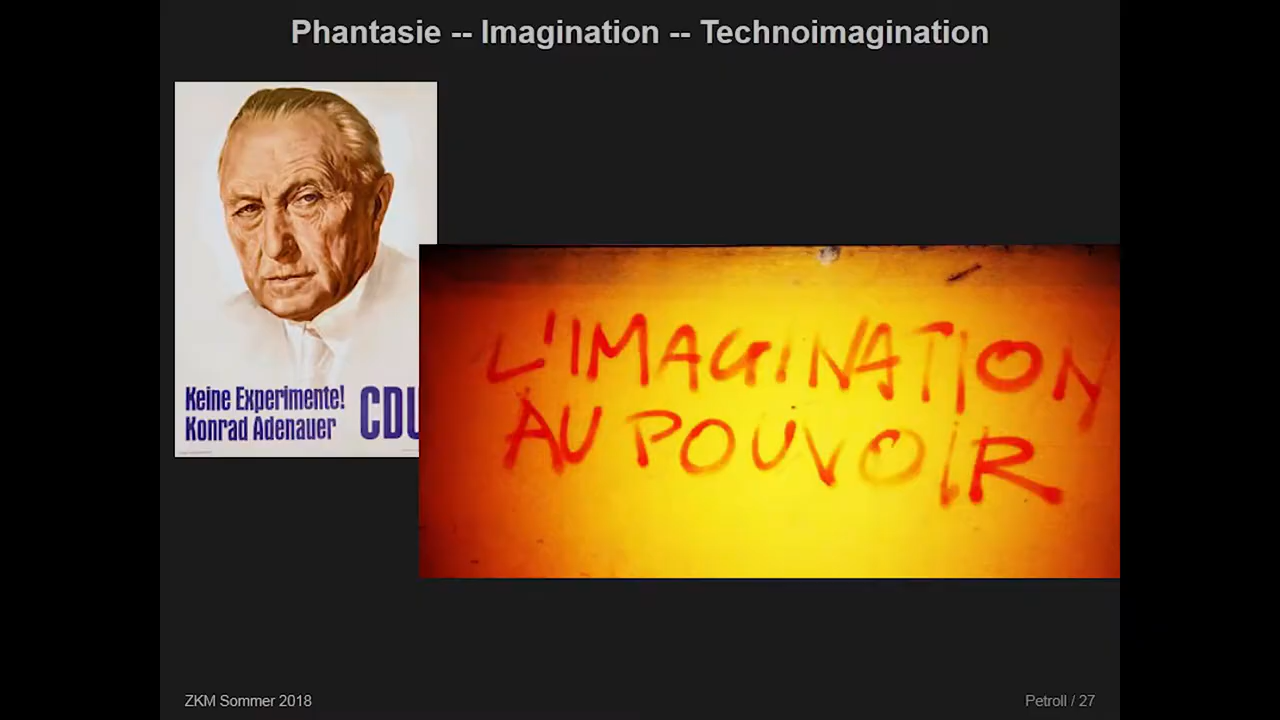 Phantasie -- Imagination -- Technoimagination
Keine Experimente!
Konrad Adenauer
CDU
L'IMAGINATION
AU POUVOIR
ZKM Sommer 2018
Petroll / 27